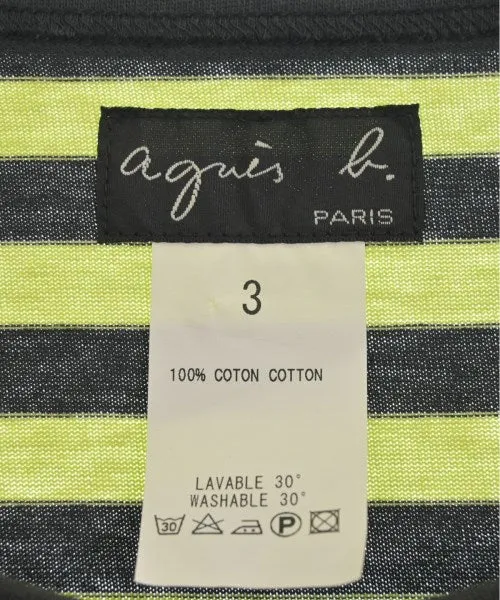 agnès b.
PARIS
3
100% COTON COTTON
LAVABLE 30°
WASHABLE 30°
30 P